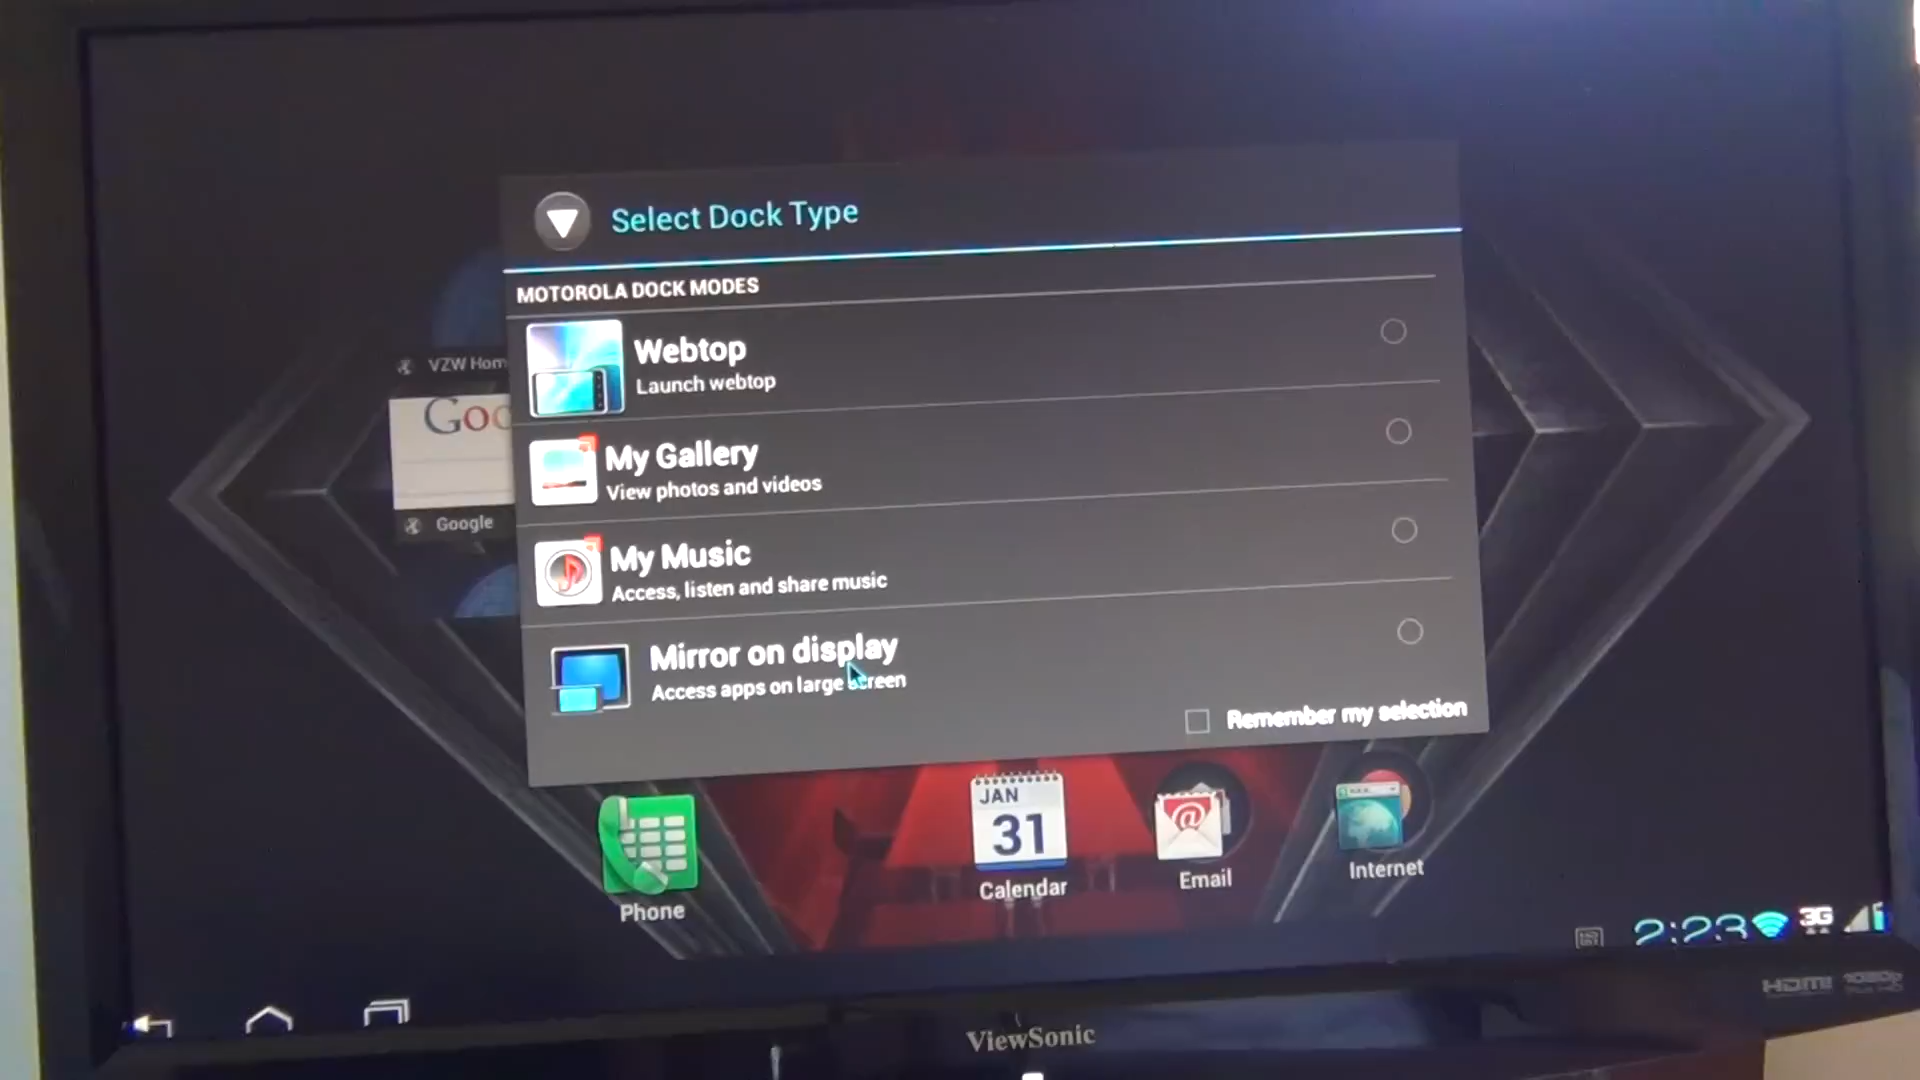 Select Dock Type
MOTOROLA DOCK MODES
Webtop
Launch webtop
My Gallery
View photos and videos
My Music
Access, listen and share music
Mirror on display
Access apps on large screen
Remember my selection
VZW Hom
Goo
Google
Phone
JAN
31
Calendar
@
Email
Internet
2:23
3G
HDMI
1080p
ViewSonic